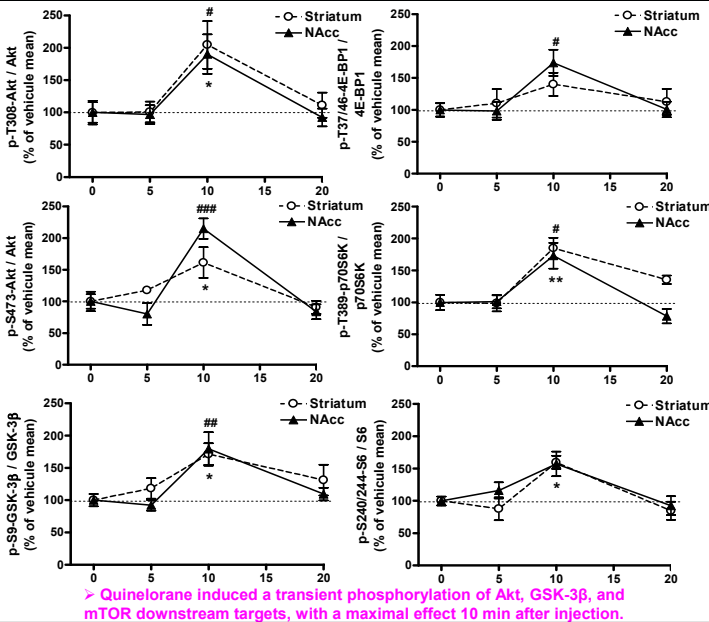 p-T308-Akt / Akt
(% of vehicule mean)
250
200
150
100
50
0
0 5 10 15 20
#
*
Striatum
NAcc
p-T37/46-4E-BP1 /
4E-BP1
(% of vehicule mean)
250
200
150
100
50
0
0 5 10 15 20
#
Striatum
NAcc
p-S473-Akt / Akt
(% of vehicule mean)
250
200
150
100
50
0
0 5 10 15 20
###
*
Striatum
NAcc
p-T389-p70S6K /
p70S6K
(% of vehicule mean)
250
200
150
100
50
0
0 5 10 15 20
#
**
Striatum
NAcc
p-S9-GSK-3β / GSK-3β
(% of vehicule mean)
250
200
150
100
50
0
0 5 10 15 20
##
*
Striatum
NAcc
p-S240/244-S6 / S6
(% of vehicule mean)
250
200
150
100
50
0
0 5 10 15 20
*
Striatum
NAcc
➢ Quinelorane induced a transient phosphorylation of Akt, GSK-3β, and
mTOR downstream targets, with a maximal effect 10 min after injection.